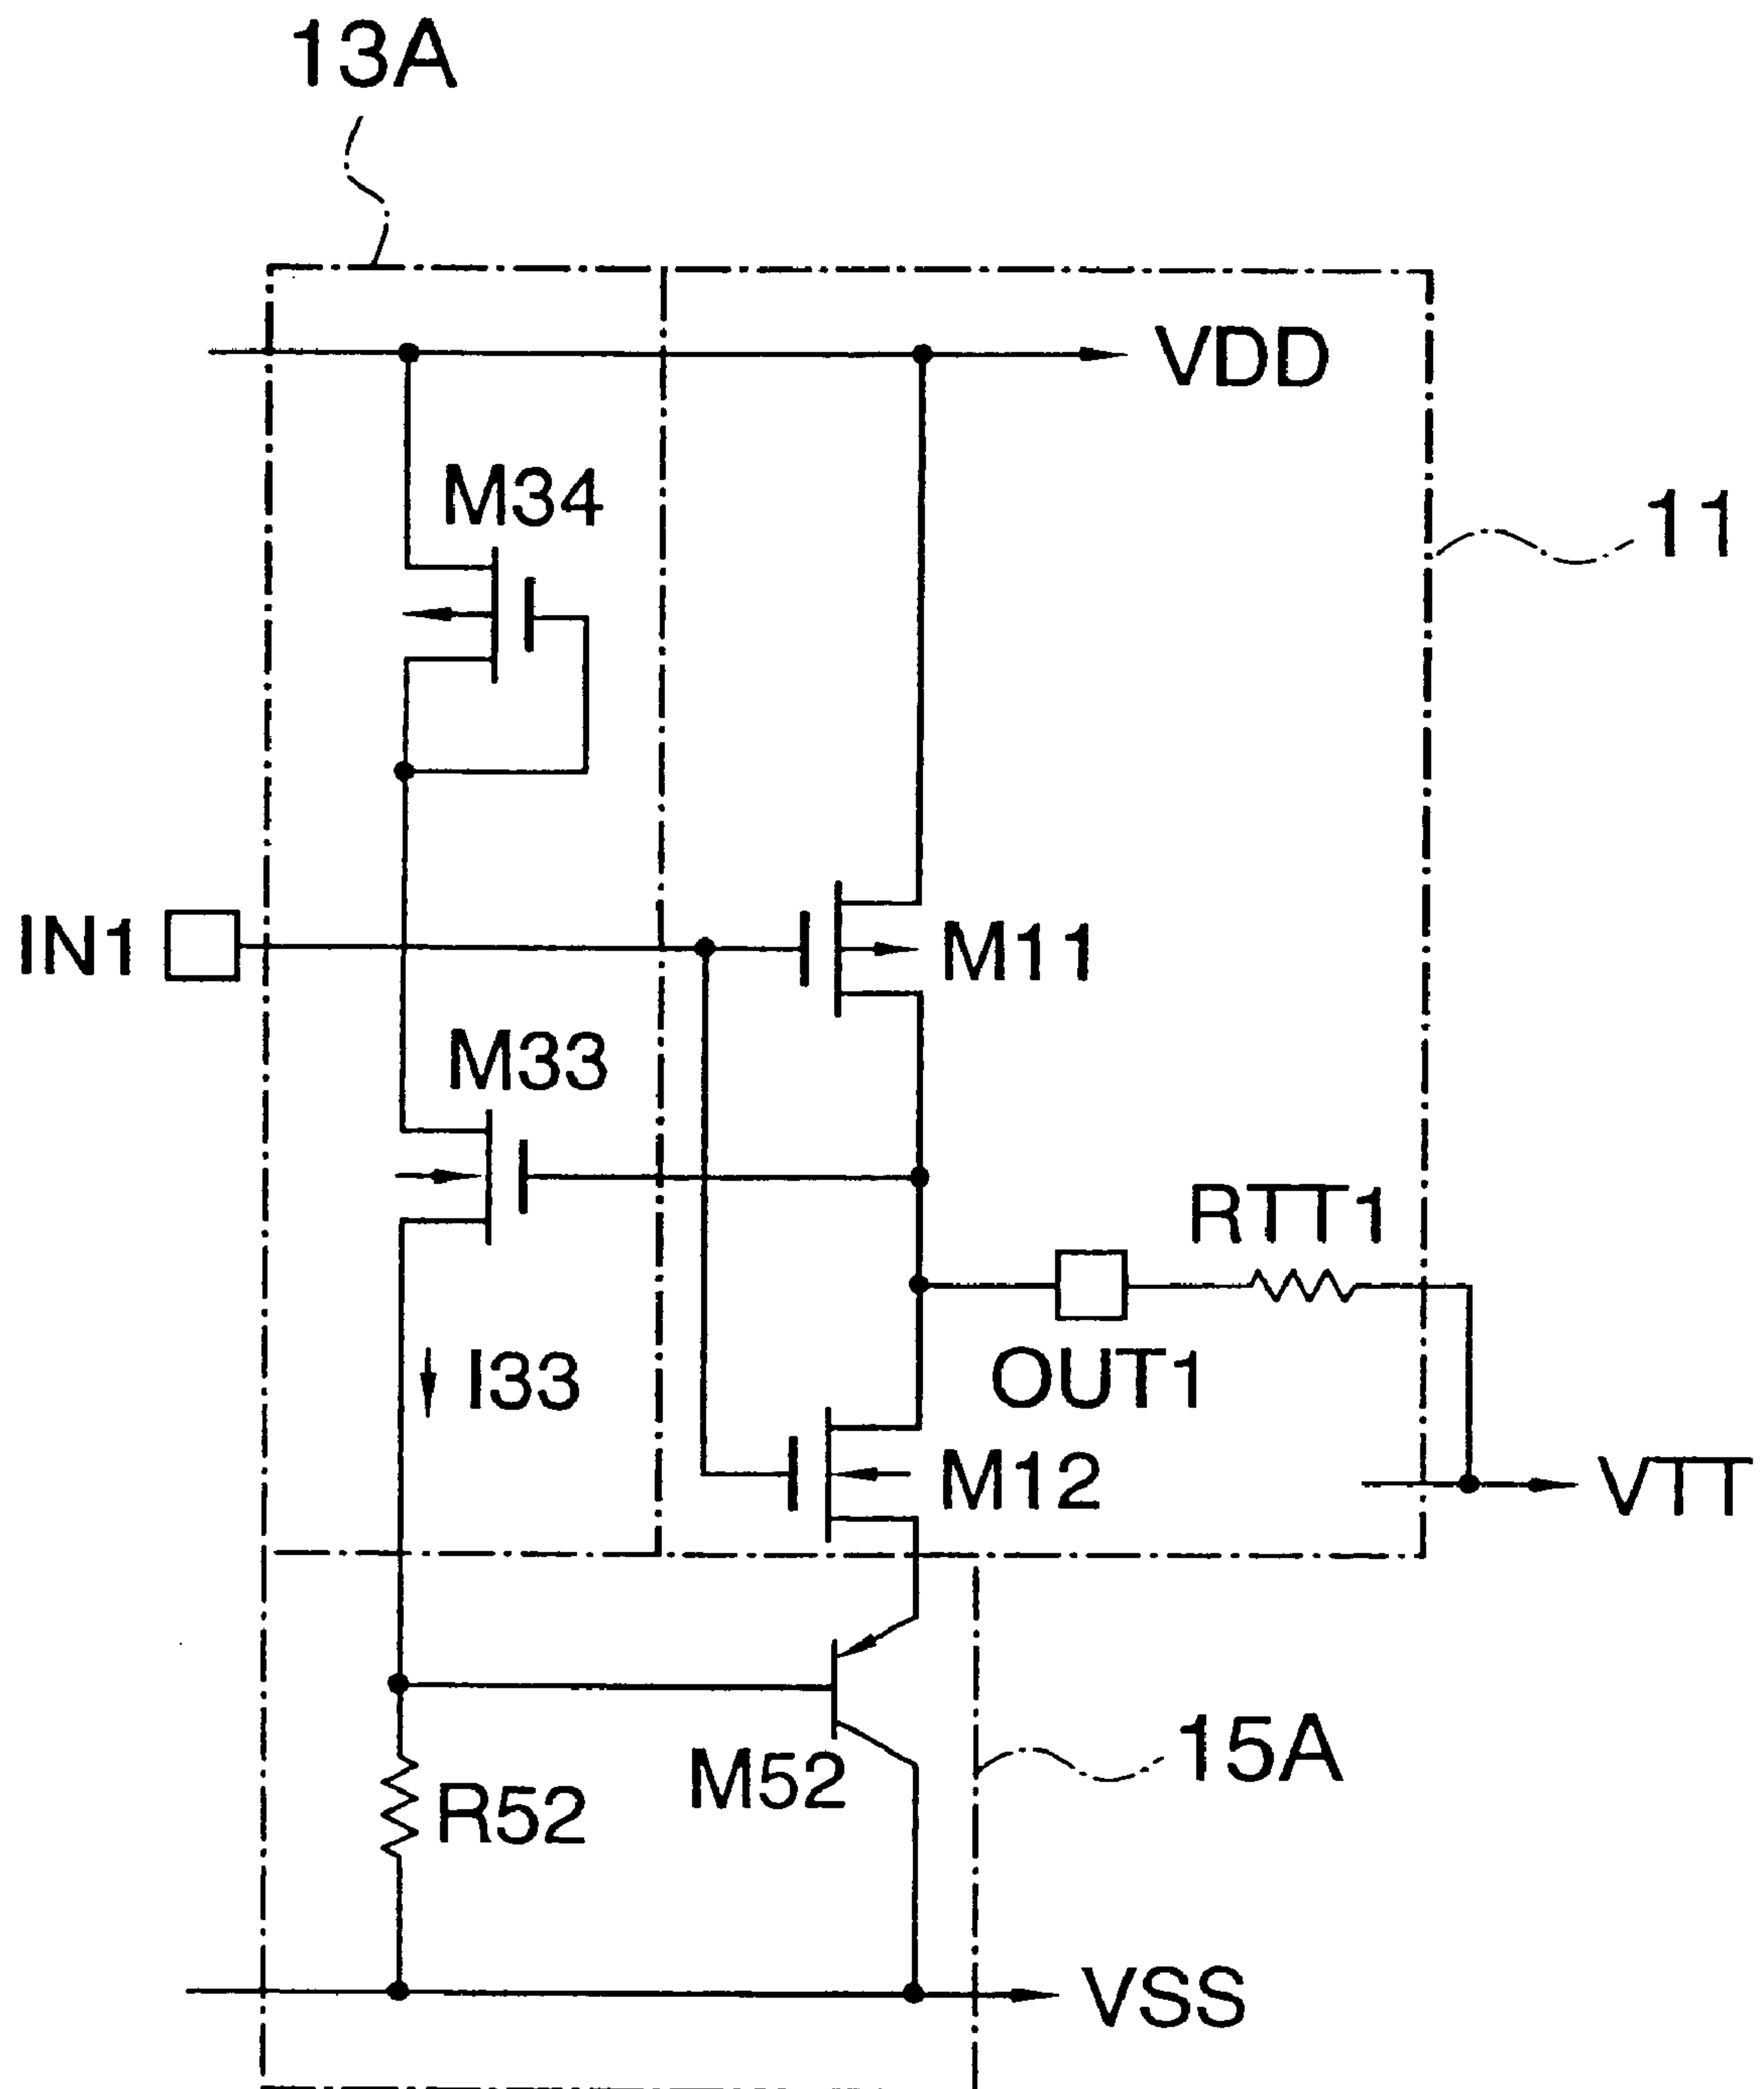 13A
VDD
M34
11
IN1
M11
M33
RTT1
I33
OUT1
M12
VTT
M52
15A
R52
VSS